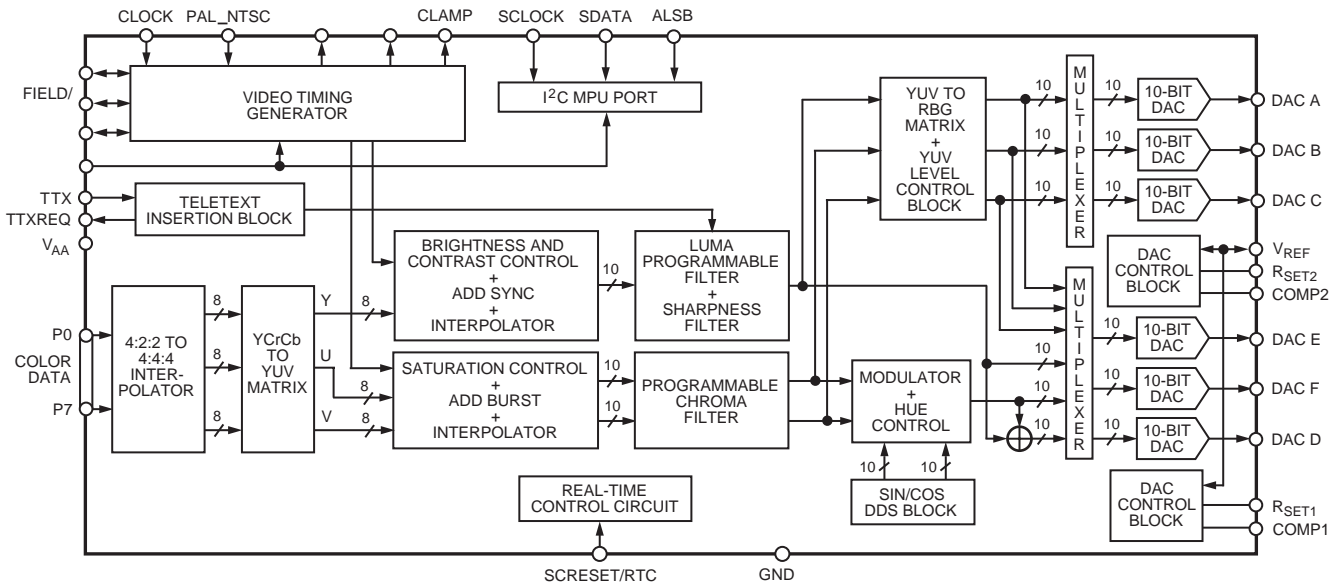 CLOCK PAL_NTSC CLAMP SCLOCK SDATA ALSB
FIELD/
VIDEO TIMING
GENERATOR
I2C MPU PORT
YUV TO
RBG
MATRIX
+
YUV
LEVEL
CONTROL
BLOCK
10
10
10
MULTIPLEXER
10
10
10
10-BIT
DAC
DAC A
10-BIT
DAC
DAC B
10-BIT
DAC
DAC C
TTX
TTXREQ
VAA
TELETEXT
INSERTION BLOCK
BRIGHTNESS AND
CONTRAST CONTROL
+
ADD SYNC
+
INTERPOLATOR
10
LUMA
PROGRAMMABLE
FILTER
+
SHARPNESS
FILTER
DAC
CONTROL
BLOCK
VREF
RSET2
COMP2
P0
COLOR
DATA
P7
4:2:2 TO
4:4:4
INTER-
POLATOR
8
8
8
YCrCb
TO
YUV
MATRIX
Y
U
V
8
8
8
SATURATION CONTROL
+
ADD BURST
+
INTERPOLATOR
10
10
PROGRAMMABLE
CHROMA
FILTER
MODULATOR
+
HUE
CONTROL
10
10
10
MULTIPLEXER
10
10
10
10-BIT
DAC
DAC E
10-BIT
DAC
DAC F
10-BIT
DAC
DAC D
10
10
SIN/COS
DDS BLOCK
REAL-TIME
CONTROL CIRCUIT
DAC
CONTROL
BLOCK
RSET1
COMP1
SCRESET/RTC
GND